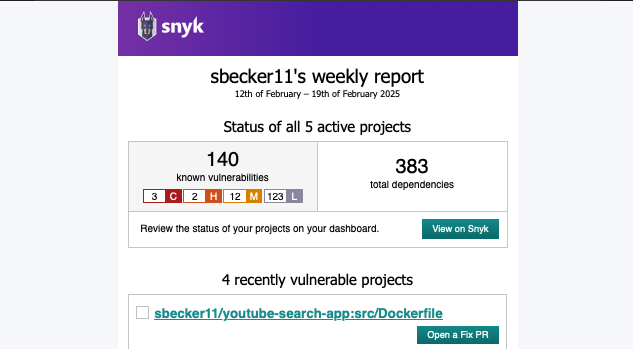 snyk
sbecker11's weekly report
12th of February – 19th of February 2025
Status of all 5 active projects
140
known vulnerabilities
3 C 2 H 12 M 123 L
383
total dependencies
Review the status of your projects on your dashboard.
View on Snyk
4 recently vulnerable projects
sbecker11/youtube-search-app:src/Dockerfile
Open a Fix PR